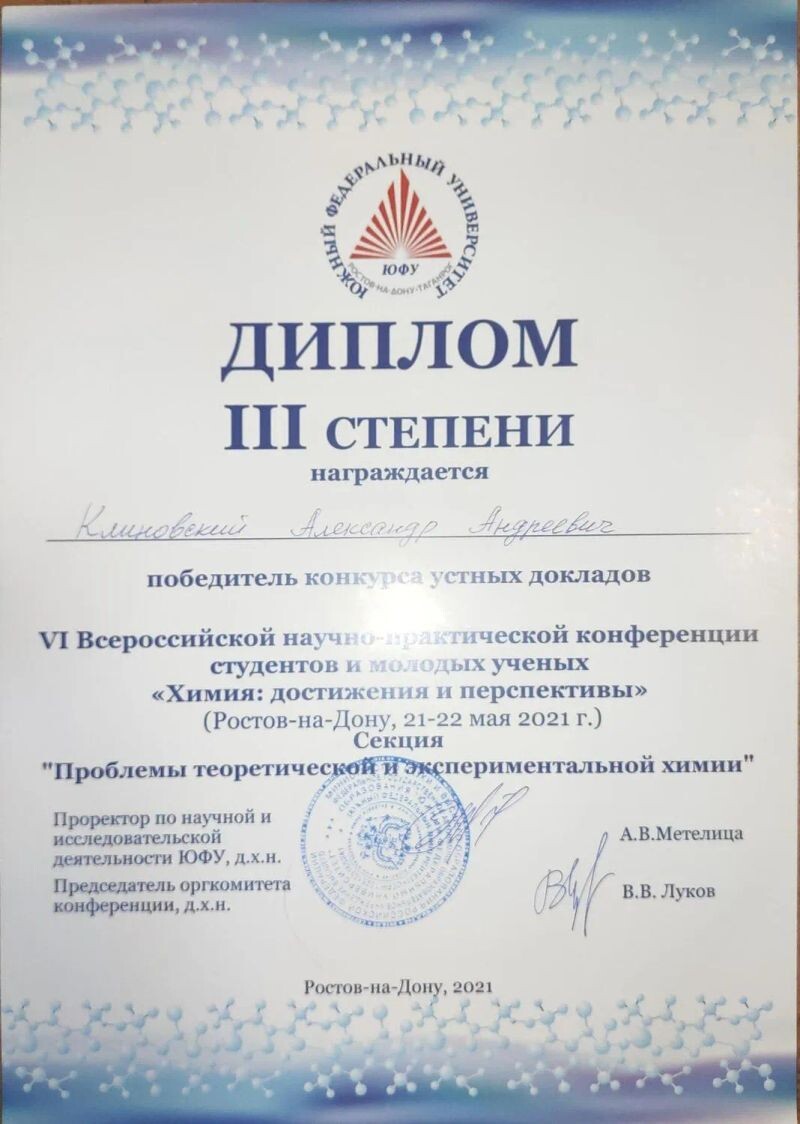 ЮЖНЫЙ ФЕДЕРАЛЬНЫЙ УНИВЕРСИТЕТ
ЮФУ
РОСТОВ-НА-ДОНУ-ТАГАНРОГ
ДИПЛОМ
III СТЕПЕНИ
награждается
Клиновский Александр Андреевич
победитель конкурса устных докладов
VI Всероссийской научно-практической конференции
студентов и молодых ученых
«Химия: достижения и перспективы»
(Ростов-на-Дону, 21-22 мая 2021 г.)
Секция
"Проблемы теоретической и экспериментальной химии"
Проректор по научной и
исследовательской
деятельности ЮФУ, д.х.н.
А.В.Метелица
Председатель оргкомитета
конференции, д.х.н.
В.В. Луков
Ростов-на-Дону, 2021